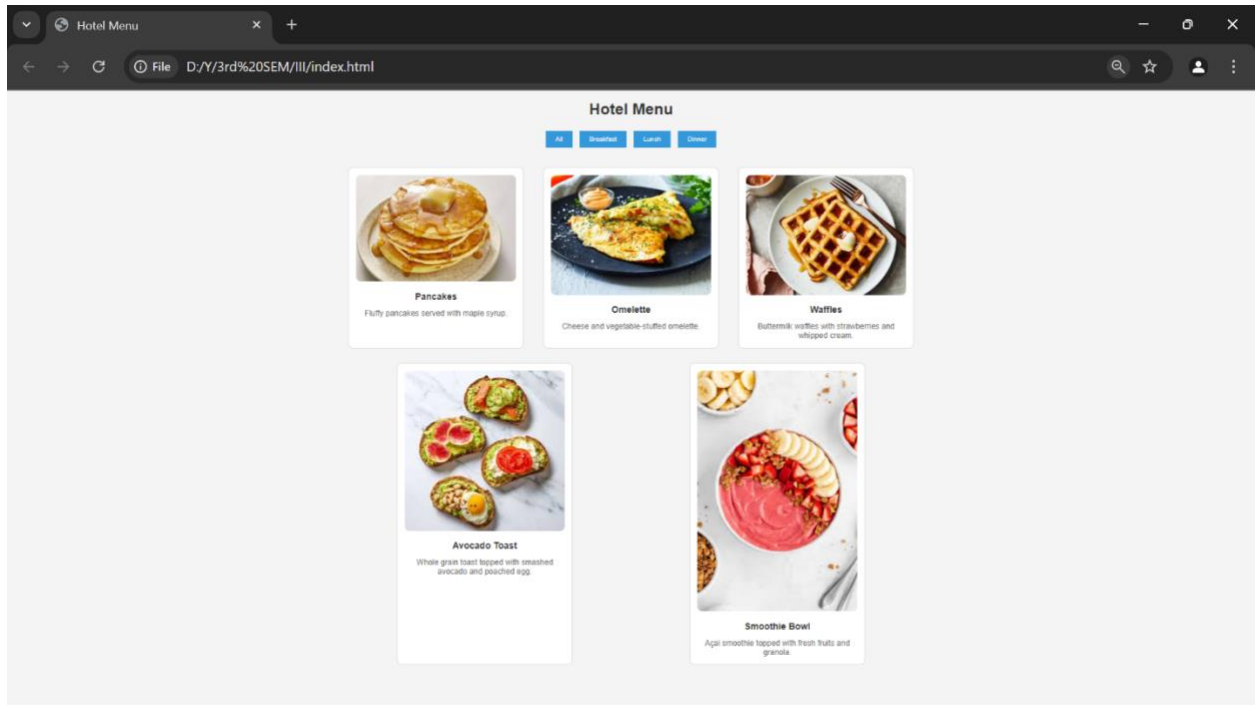 Hotel Menu
File D:/Y/3rd%20SEM/III/index.html
Hotel Menu
All Breakfast Lunch Dinner
Pancakes
Fluffy pancakes served with maple syrup.
Omelette
Cheese and vegetable-stuffed omelette.
Waffles
Buttermilk waffles with strawberries and
whipped cream.
Avocado Toast
Whole grain toast topped with smashed
avocado and poached egg.
Smoothie Bowl
Açai smoothie topped with fresh fruits and
granola.